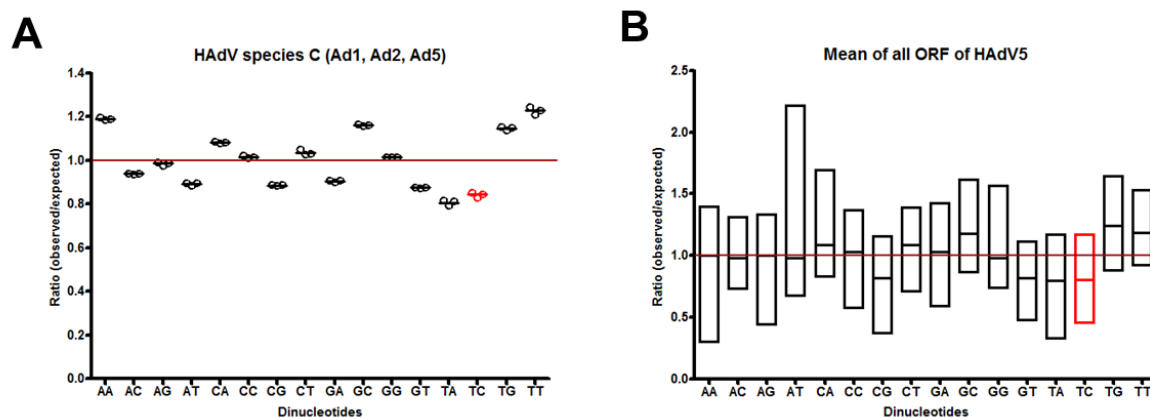 A
HAdV species C (Ad1, Ad2, Ad5)
Ratio (observed/expected)
1.4
1.2
1.0
0.8
0.6
0.4
0.2
0.0
AA AC AG AT CA CC CG CT GA GC GG GT TA TC TG TT
Dinucleotides
B
Mean of all ORF of HAdV5
Ratio (observed/expected)
2.5
2.0
1.5
1.0
0.5
0.0
AA AC AG AT CA CC CG CT GA GC GG GT TA TC TG TT
Dinucleotides